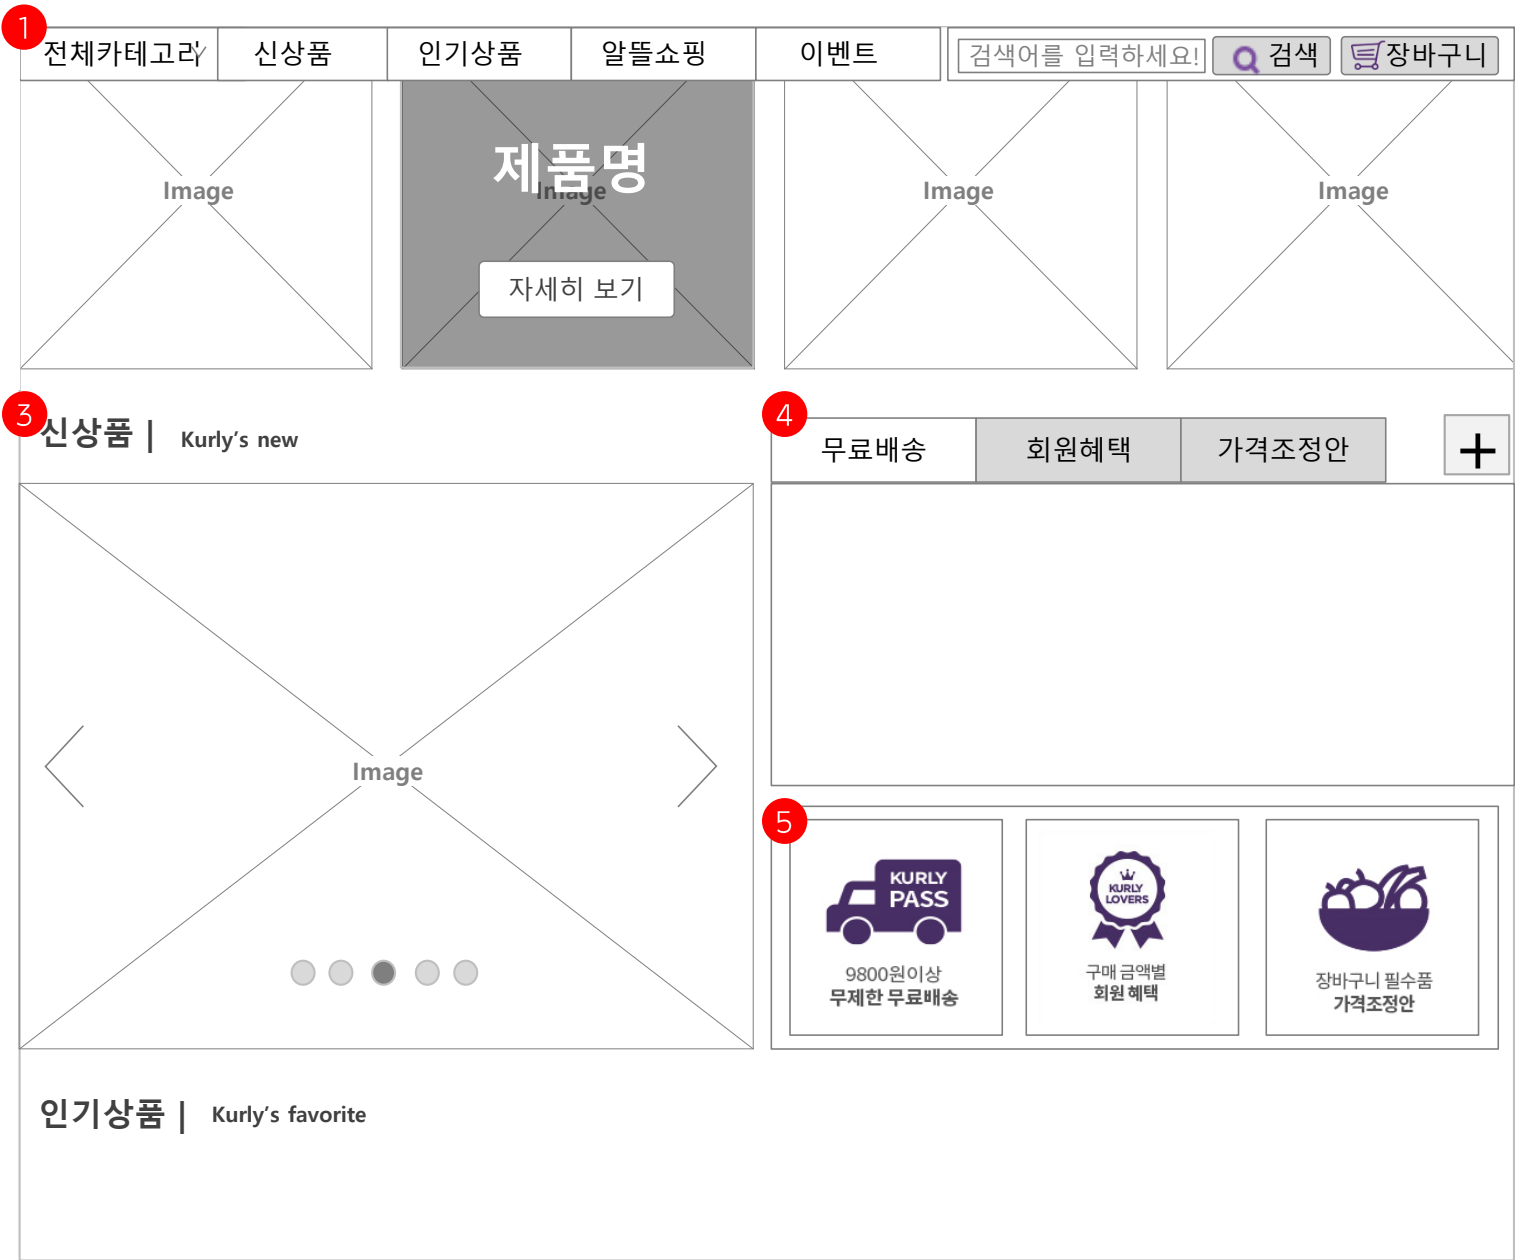 1
전체카테고리
신상품
인기상품
알뜰쇼핑
이벤트
검색어를 입력하세요!
검색
장바구니
Image
제품명
Image
자세히 보기
Image
Image
3
신상품 | Kurly's new
Image
4
무료배송
회원혜택
가격조정안
+
5
KURLY
PASS
9800원이상
무제한 무료배송
KURLY
LOVERS
구매 금액별
회원 혜택
장바구니 필수품
가격조정안
인기상품 | Kurly's favorite